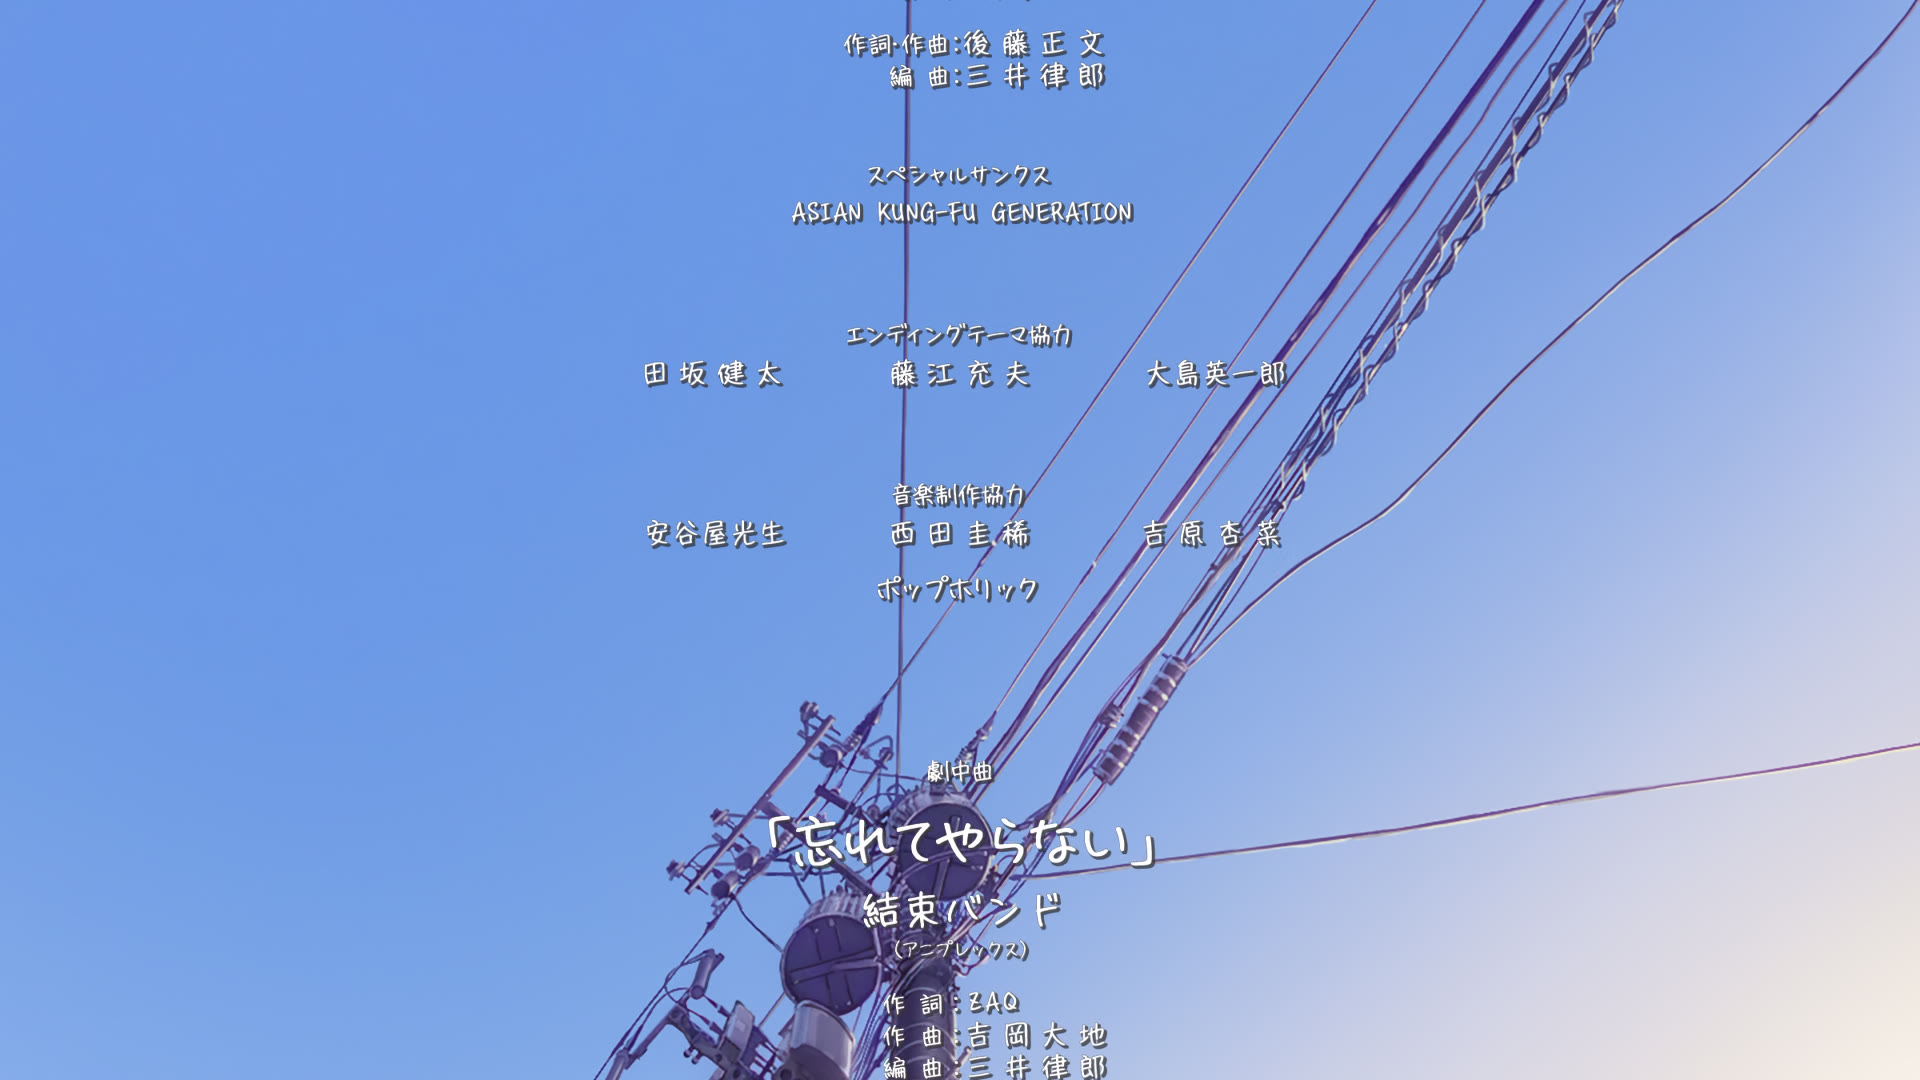 作詞・作曲：後藤正文
編曲：三井律郎
スペシャルサンクス
ASIAN KUNG-FU GENERATION
エンディングテーマ協力
田坂健太 藤江充夫 大島英一郎
音楽制作協力
安谷屋光生 西田圭稀 吉原杏菜
ポップホリック
劇中曲
「忘れてやらない」
結束バンド
(アニプレックス)
作詞：ZAQ
作曲：吉岡大地
編曲：三井律郎